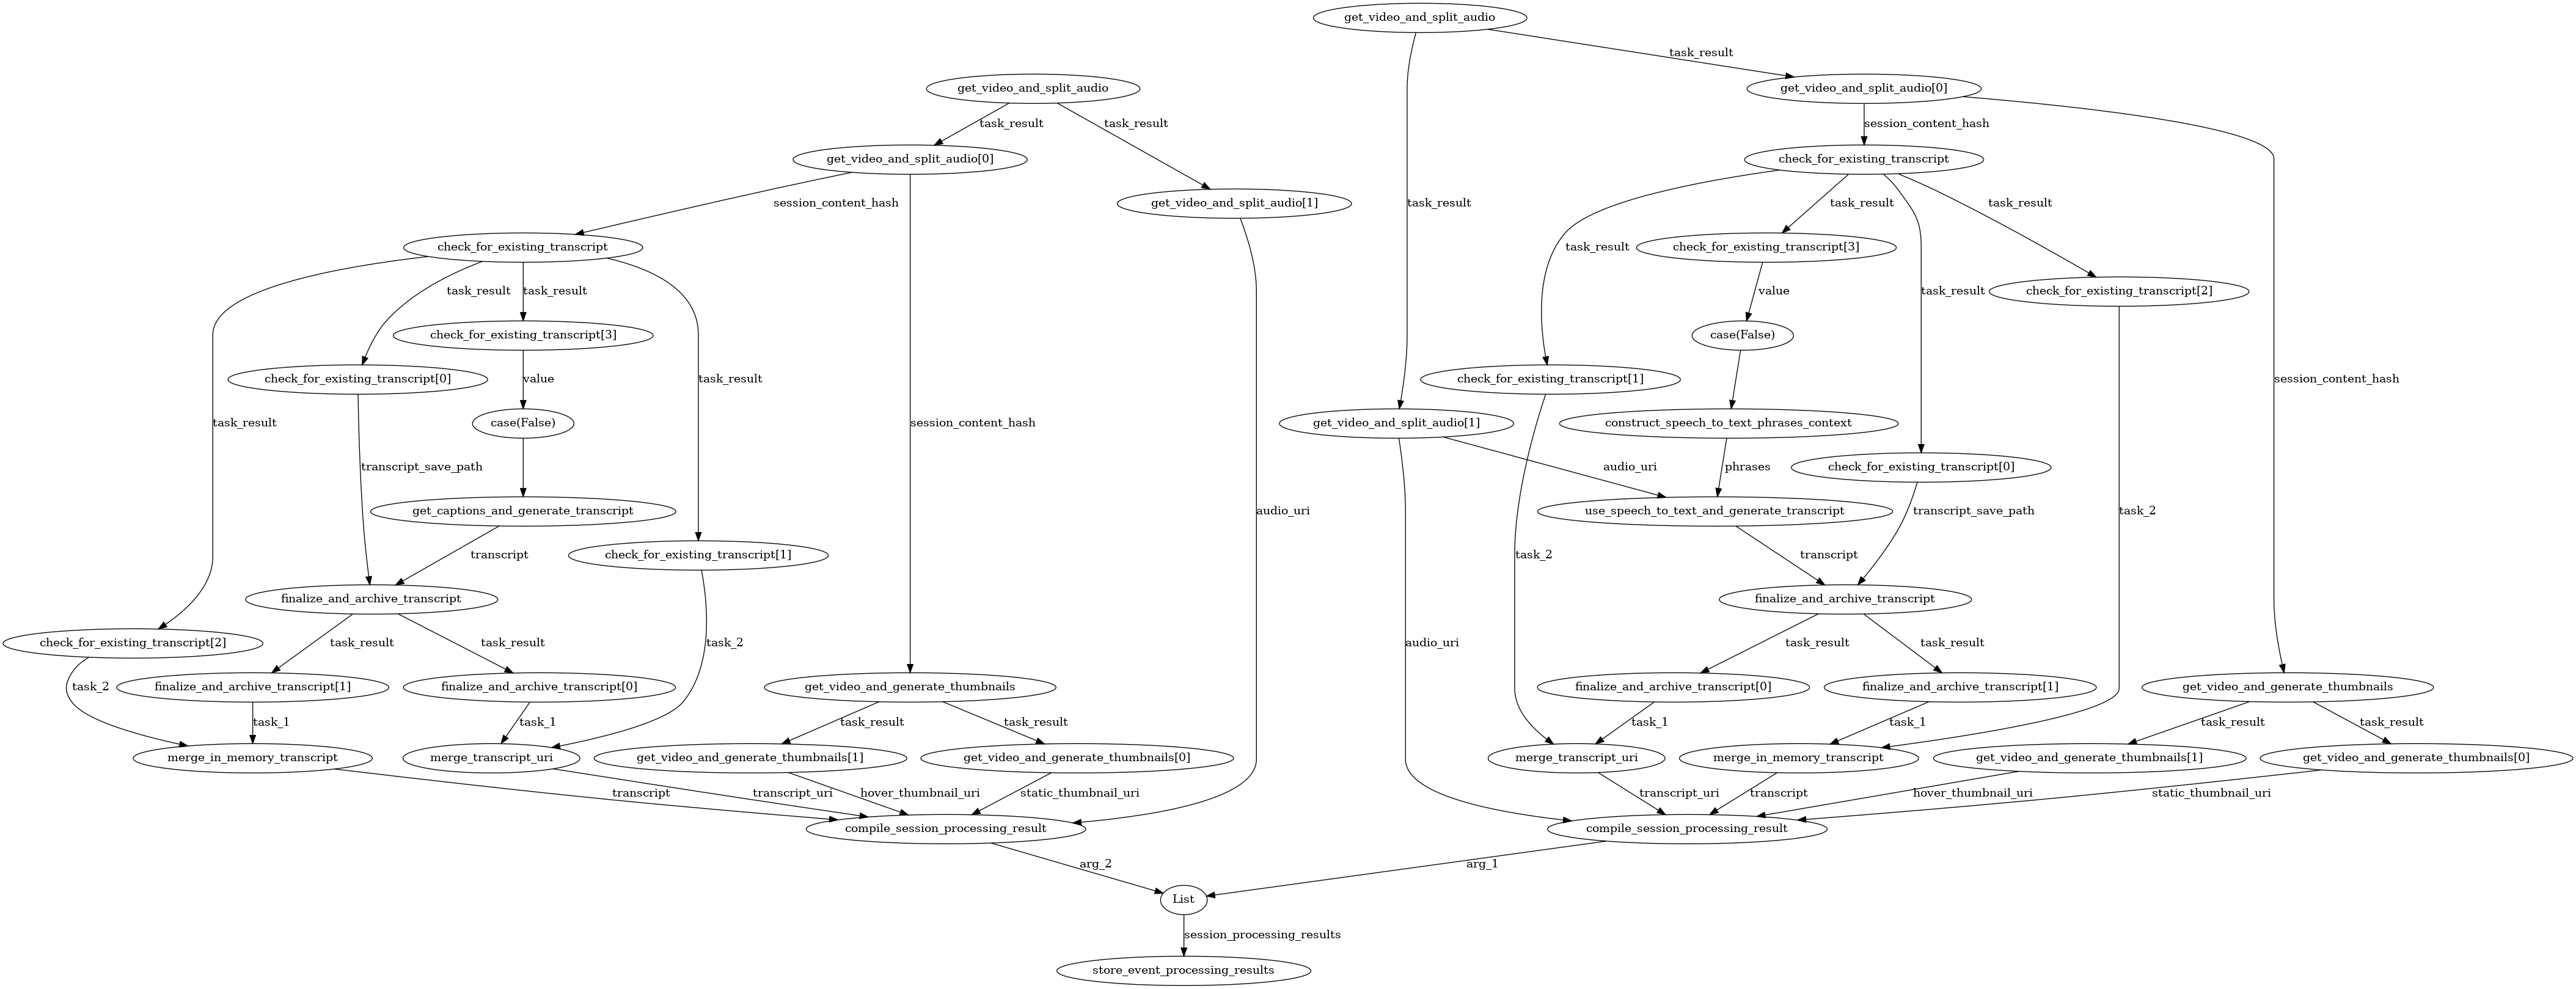 get_video_and_split_audio
task_result
get_video_and_split_audio
get_video_and_split_audio[0]
task_result
task_result
session_content_hash
get_video_and_split_audio[0]
check_for_existing_transcript
session_content_hash
get_video_and_split_audio[1]
task_result
task_result
task_result
check_for_existing_transcript
task_result
check_for_existing_transcript[3]
task_result
task_result
task_result
value
task_result
check_for_existing_transcript[2]
check_for_existing_transcript[3]
case(False)
check_for_existing_transcript[0]
value
task_result
check_for_existing_transcript[1]
session_content_hash
task_result
case(False)
session_content_hash
get_video_and_split_audio[1]
construct_speech_to_text_phrases_context
transcript_save_path
audio_uri
phrases
check_for_existing_transcript[0]
get_captions_and_generate_transcript
audio_uri
use_speech_to_text_and_generate_transcript
transcript_save_path
task_2
transcript
check_for_existing_transcript[1]
task_2
transcript
finalize_and_archive_transcript
finalize_and_archive_transcript
check_for_existing_transcript[2]
task_result
task_result
task_2
audio_uri
task_result
task_result
task_2
finalize_and_archive_transcript[1]
finalize_and_archive_transcript[0]
get_video_and_generate_thumbnails
finalize_and_archive_transcript[0]
finalize_and_archive_transcript[1]
get_video_and_generate_thumbnails
task_1
task_1
task_result
task_result
task_1
task_1
task_result
task_result
merge_in_memory_transcript
merge_transcript_uri
get_video_and_generate_thumbnails[1]
get_video_and_generate_thumbnails[0]
merge_transcript_uri
merge_in_memory_transcript
get_video_and_generate_thumbnails[1]
get_video_and_generate_thumbnails[0]
transcript
transcript_uri
hover_thumbnail_uri
static_thumbnail_uri
transcript_uri
transcript
hover_thumbnail_uri
static_thumbnail_uri
compile_session_processing_result
compile_session_processing_result
arg_2
arg_1
List
session_processing_results
store_event_processing_results